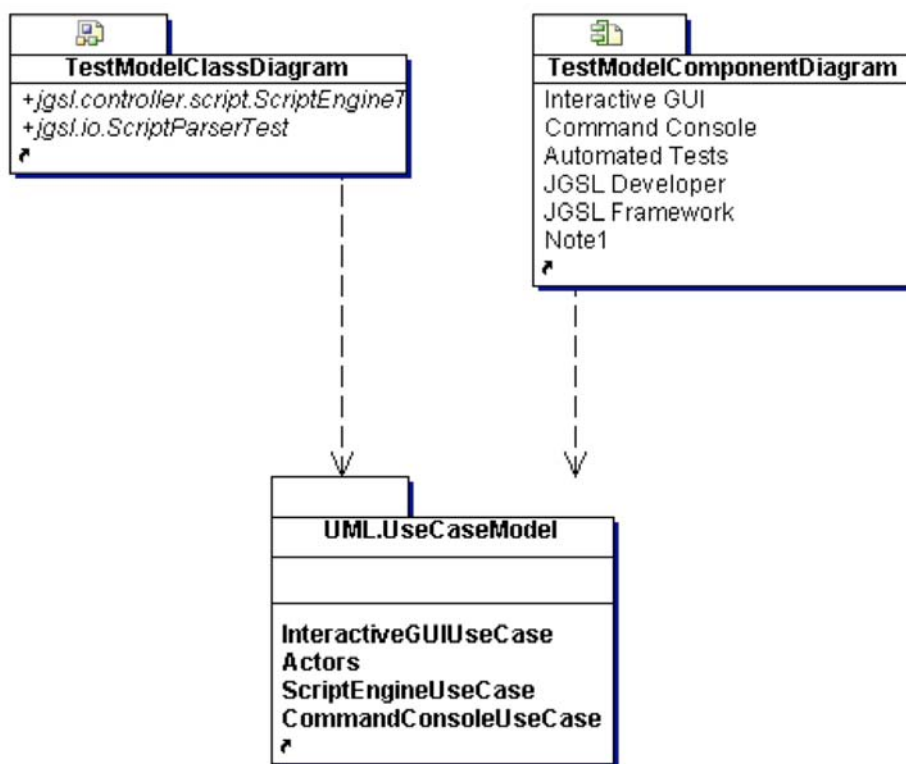 TestModelClassDiagram
+jgsl.controller.script.ScriptEngineT
+jgsl.io.ScriptParserTest
TestModelComponentDiagram
Interactive GUI
Command Console
Automated Tests
JGSL Developer
JGSL Framework
Note1
UML.UseCaseModel
InteractiveGUIUseCase
Actors
ScriptEngineUseCase
CommandConsoleUseCase